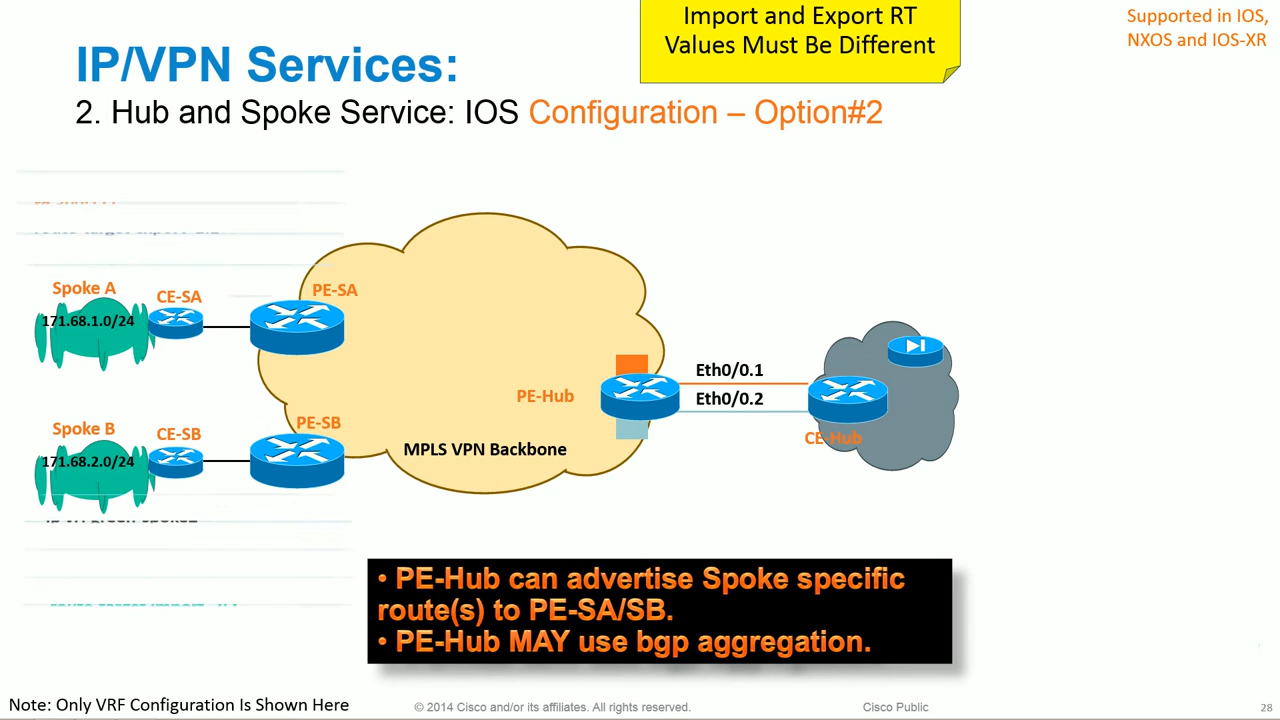 Import and Export RT
Values Must Be Different
Supported in IOS,
NXOS and IOS-XR
IP/VPN Services:
2. Hub and Spoke Service: IOS Configuration – Option#2
Spoke A
171.68.1.0/24
CE-SA
PE-SA
Eth0/0.1
Eth0/0.2
PE-Hub
CE-Hub
Spoke B
171.68.2.0/24
CE-SB
PE-SB
MPLS VPN Backbone
• PE-Hub can advertise Spoke specific
route(s) to PE-SA/SB.
• PE-Hub MAY use bgp aggregation.
Note: Only VRF Configuration Is Shown Here
© 2014 Cisco and/or its affiliates. All rights reserved.
Cisco Public
28